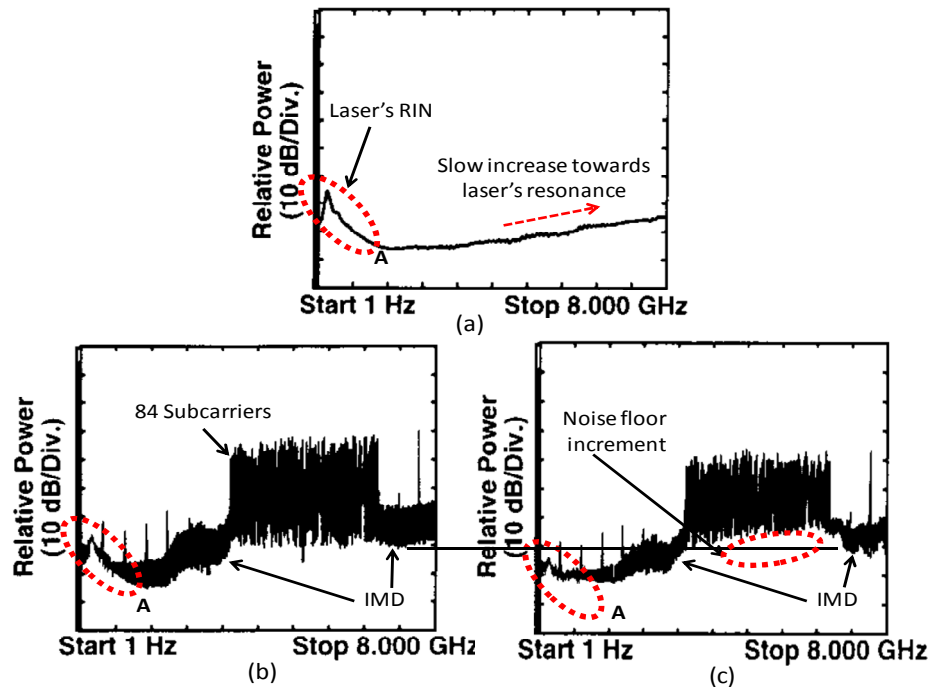 Relative Power
(10 dB/Div.)
Laser's RIN
Slow increase towards
laser's resonance
A
Start 1 Hz Stop 8.000 GHz
(a)
Relative Power
(10 dB/Div.)
84 Subcarriers
A
IMD
Start 1 Hz Stop 8.000 GHz
(b)
Relative Power
(10 dB/Div.)
Noise floor
increment
A
IMD
Start 1 Hz Stop 8.000 GHz
(c)